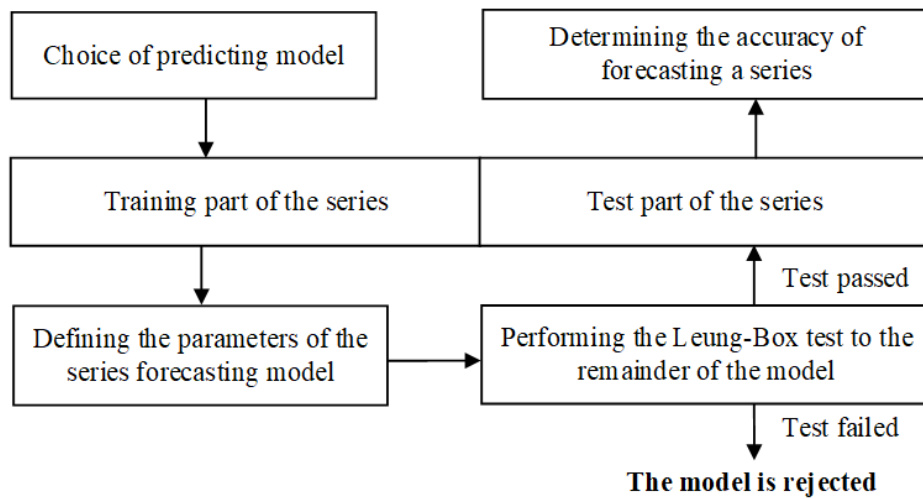 Choice of predicting model
Determining the accuracy of
forecasting a series
Training part of the series
Test part of the series
Test passed
Defining the parameters of the
series forecasting model
Performing the Leung-Box test to the
remainder of the model
Test failed
The model is rejected